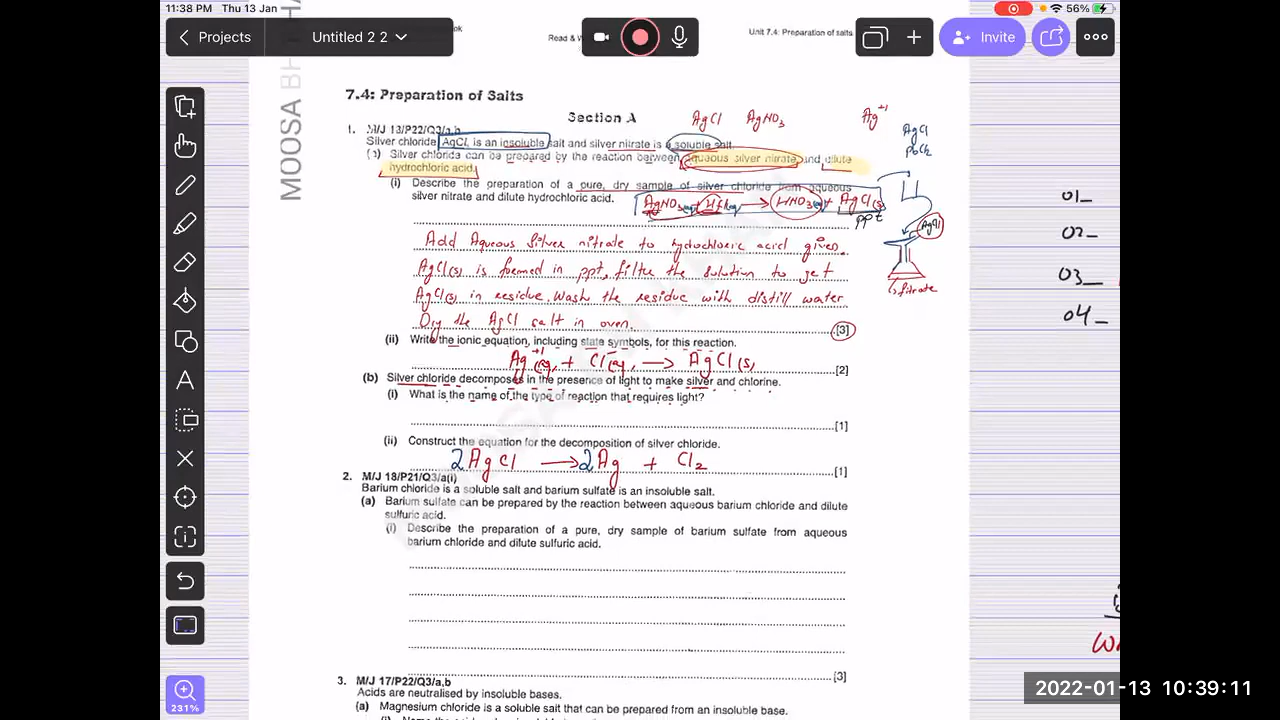 11:38 PM Thu 13 Jan
56%
Projects
Untitled 2 2
Invite
231%
Read & W
Unit 7.4: Preparation of salts
MOOSA
7.4: Preparation of Salts
Section A
AgCl AgNO3 Ag+1
AgCl
PbCl2
1. M/J 18/P22/Q3/a,b
Silver chloride, AgCl, is an insoluble salt and silver nitrate is a soluble salt.
Silver chloride can be prepared by the reaction between aqueous silver nitrate and dilute
hydrochloric acid.
(i) Describe the preparation of a pure, dry sample of silver chloride from aqueous
silver nitrate and dilute hydrochloric acid.
AgNO3(aq) + HCl(aq) → HNO3(aq) + AgCl(s)
ppt
AgCl
filtrate
Add Aqueous Silver nitrate to hydochloric acid given.
AgCl(s) is formed in ppt, filter the solution to get
AgCl(s) in residue. Wash the residue with distill water
Dry the AgCl salt in oven.
[3]
(ii) Write the ionic equation, including state symbols, for this reaction.
Ag+1(aq) + Cl-(aq) → AgCl(s)
[2]
(b) Silver chloride decomposes in the presence of light to make silver and chlorine.
(i) What is the name of the type of reaction that requires light?
[1]
(ii) Construct the equation for the decomposition of silver chloride.
2AgCl → 2Ag + Cl2
[1]
2. M/J 18/P21/Q3/a(i)
Barium chloride is a soluble salt and barium sulfate is an insoluble salt.
(a) Barium sulfate can be prepared by the reaction between aqueous barium chloride and dilute
sulfuric acid.
(i) Describe the preparation of a pure, dry sample of barium sulfate from aqueous
barium chloride and dilute sulfuric acid.
[3]
3. M/J 17/P22/Q3/a,b
Acids are neutralised by insoluble bases.
(a) Magnesium chloride is a soluble salt that can be prepared from an insoluble base.
01_
02_
03_
04_
2022-01-13 10:39:11